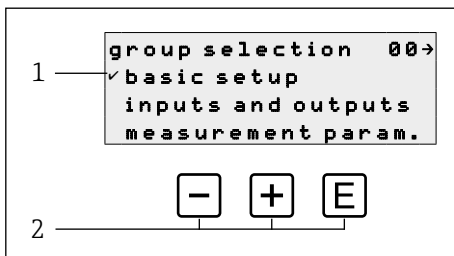 group selection 00→
1 ✓basic setup
inputs and outputs
measurement param.
- + E
2